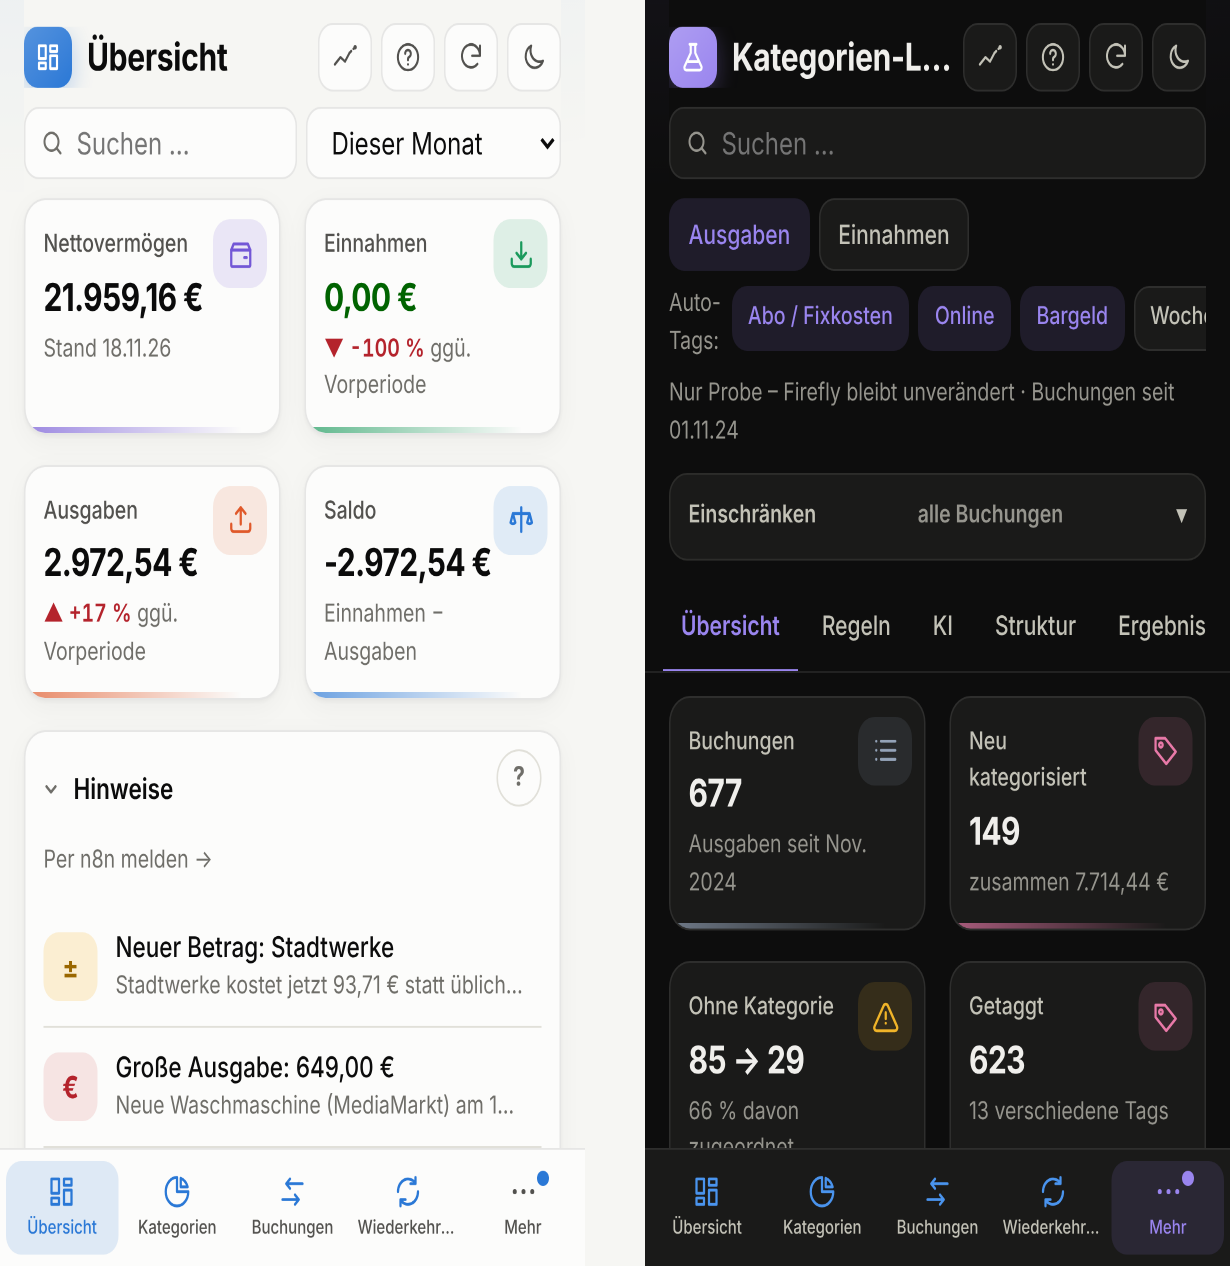 Übersicht
Suchen ...
Dieser Monat
Nettovermögen
21.959,16 €
Stand 18.11.26
Einnahmen
0,00 €
▼ -100 % ggü.
Vorperiode
Ausgaben
2.972,54 €
▲ +17 % ggü.
Vorperiode
Saldo
-2.972,54 €
Einnahmen –
Ausgaben
Hinweise
?
Per n8n melden →
± Neuer Betrag: Stadtwerke
Stadtwerke kostet jetzt 93,71 € statt üblich...
€ Große Ausgabe: 649,00 €
Neue Waschmaschine (MediaMarkt) am 1...
Übersicht
Kategorien
Buchungen
Wiederkehr...
Mehr
Kategorien-L...
Suchen ...
Ausgaben
Einnahmen
Auto-
Tags:
Abo / Fixkosten
Online
Bargeld
Woche
Nur Probe – Firefly bleibt unverändert · Buchungen seit
01.11.24
Einschränken
alle Buchungen
▼
Übersicht
Regeln
KI
Struktur
Ergebnis
Buchungen
677
Ausgaben seit Nov.
2024
Neu
kategorisiert
149
zusammen 7.714,44 €
Ohne Kategorie
85 → 29
66 % davon
zugeordnet
Getaggt
623
13 verschiedene Tags
Übersicht
Kategorien
Buchungen
Wiederkehr...
Mehr